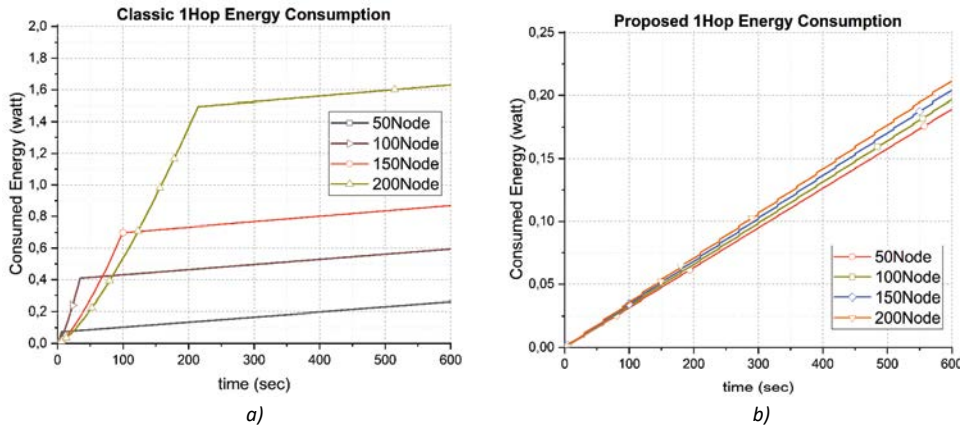 Classic 1Hop Energy Consumption
2,0
1,8
1,6
1,4
1,2
1,0
0,8
0,6
0,4
0,2
0,0
Consumed Energy (watt)
50Node
100Node
150Node
200Node
0 100 200 300 400 500 600
time (sec)
a)
Proposed 1Hop Energy Consumption
0,25
0,20
0,15
0,10
0,05
0,00
Consumed Energy (watt)
50Node
100Node
150Node
200Node
0 100 200 300 400 500 600
time (sec)
b)